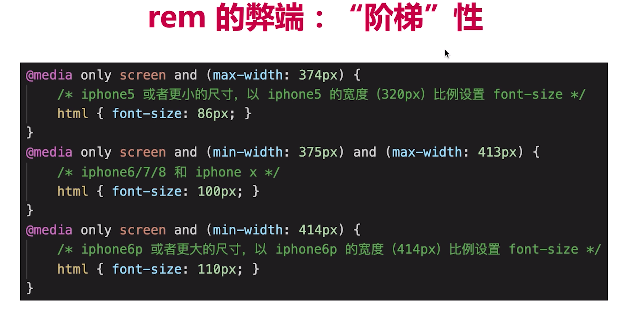 rem 的弊端：“阶梯”性
@media only screen and (max-width: 374px) {
/* iphone5 或者更小的尺寸，以 iphone5 的宽度（320px）比例设置 font-size */
html { font-size: 86px; }
}
@media only screen and (min-width: 375px) and (max-width: 413px) {
/* iphone6/7/8 和 iphone x */
html { font-size: 100px; }
}
@media only screen and (min-width: 414px) {
/* iphone6p 或者更大的尺寸，以 iphone6p 的宽度（414px）比例设置 font-size */
html { font-size: 110px; }
}